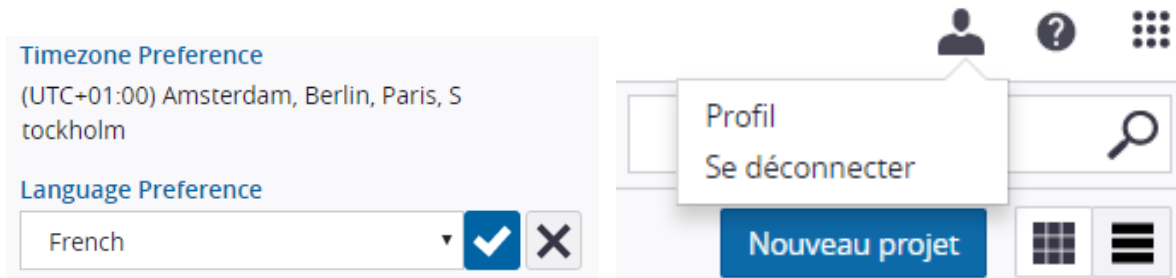 Timezone Preference
(UTC+01:00) Amsterdam, Berlin, Paris, S
tockholm
Language Preference
French
Profil
Se déconnecter
Nouveau projet